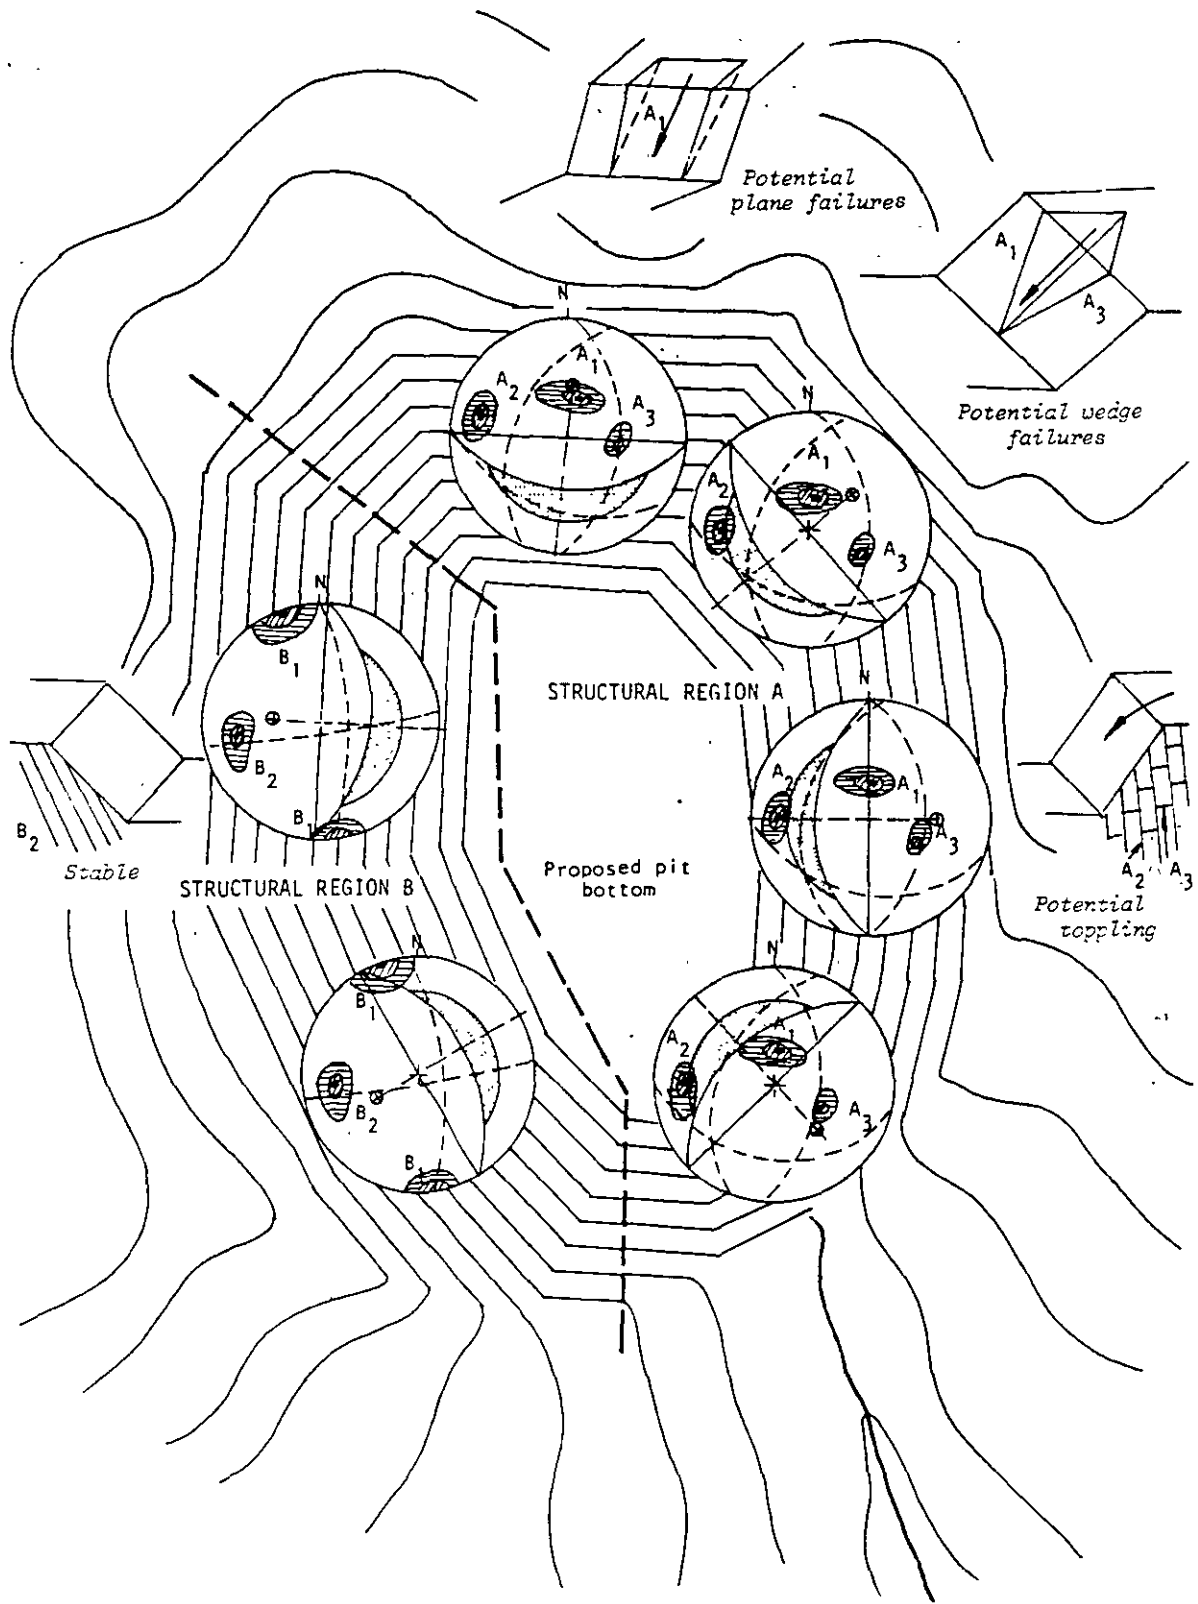 A1
Potential
plane failures
A1
A3
Potential wedge
failures
N
A1
A2
A3
N
A1
A2
A3
N
B1
B2
B1
STRUCTURAL REGION A
N
A2
A1
A3
B2
Stable
STRUCTURAL REGION B
Proposed pit
bottom
A2
A3
Potential
toppling
N
B1
B2
B1
N
A1
A2
A3